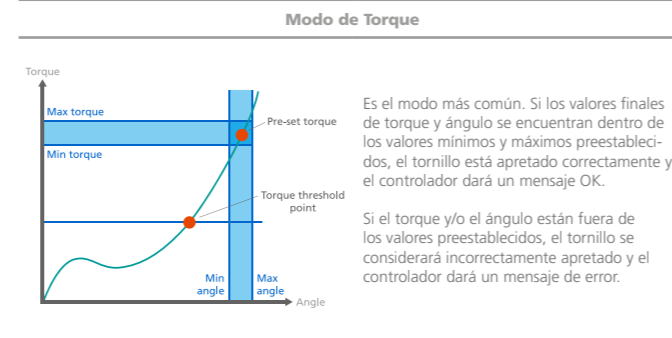 Modo de Torque
Torque
Max torque
Min torque
Pre-set torque
Torque threshold
point
Min
angle
Max
angle
Angle
Es el modo más común. Si los valores finales
de torque y ángulo se encuentran dentro de
los valores mínimos y máximos preestableci-
dos, el tornillo está apretado correctamente y
el controlador dará un mensaje OK.
Si el torque y/o el ángulo están fuera de
los valores preestablecidos, el tornillo se
considerará incorrectamente apretado y el
controlador dará un mensaje de error.